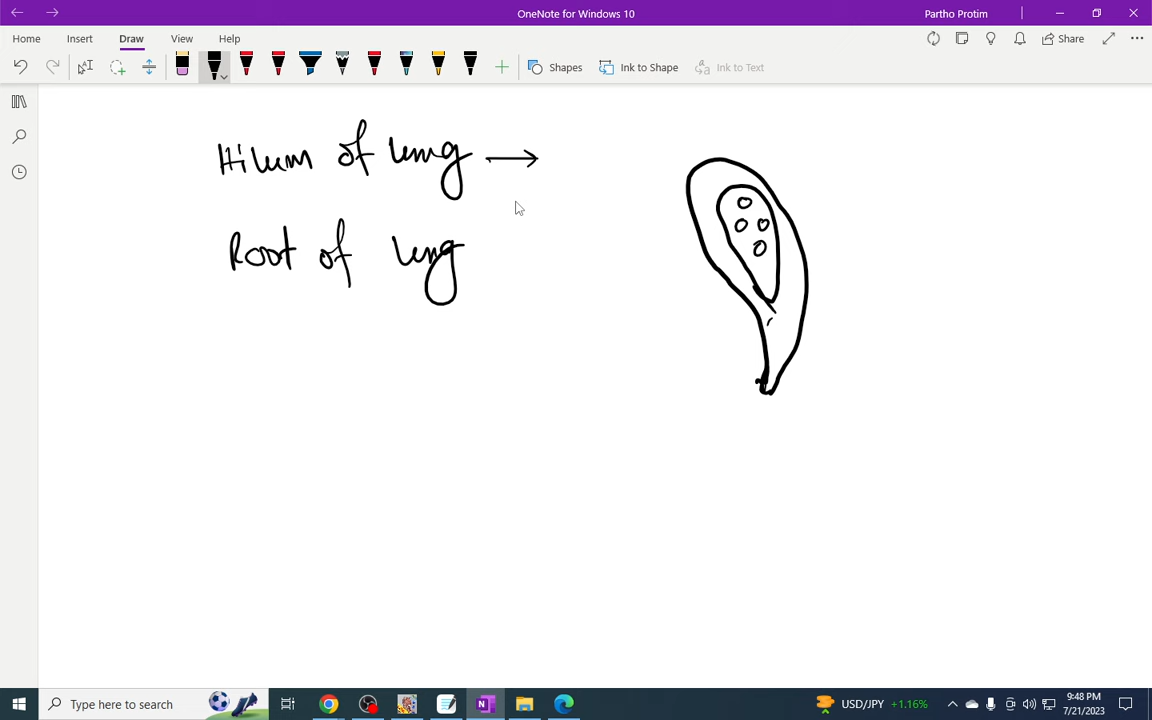 OneNote for Windows 10
Partho Protim
Home Insert Draw View Help
Share
Shapes
Ink to Shape
Ink to Text
Hilum of lung →
Root of lung
Type here to search
USD/JPY +1.16%
9:48 PM
7/21/2023